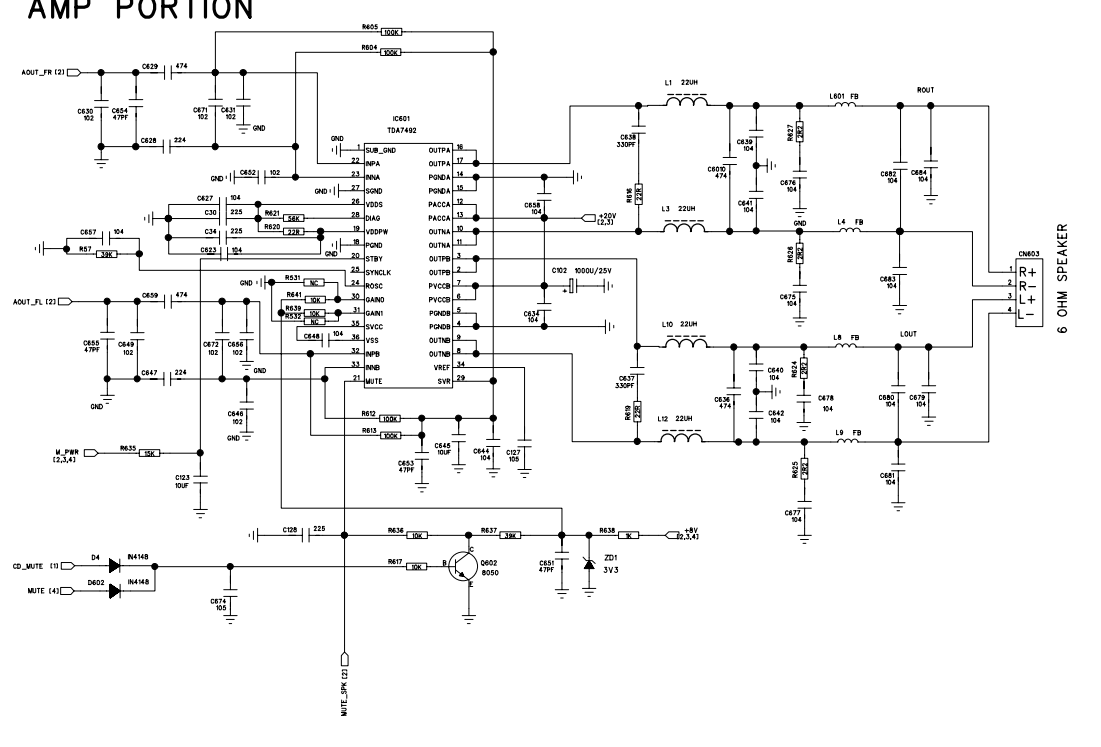 AMP PORTION
R605 100K
R604 100K
AOUT_FR [2]
C629 474
C630 102
C654 47PF
C671 102
C631 102
GND
C628 224
IC601
TDA7492
GND 1 SUB_GND OUTPA 16
22 INPA OUTPA 17
23 INNA PGNDA 14
GND 27 SGND PGNDA 15
26 VDDS PACCA 12
28 DIAG PACCA 13
19 VDDPW OUTNA 10
GND 18 PGND OUTNA 11
20 STBY OUTPB 3
25 SYNCLK OUTPB 2
24 ROSC PVCCB 7
30 GAIN0 PVCCB 6
31 GAIN1 PGNDB 5
35 SVCC PGNDB 4
36 VSS OUTNB 9
32 INPB OUTNB 8
33 INNB VREF 34
21 MUTE SVR 29
GND C652 102
C627 104
C30 225
R621 56K
R620 22R
C34 225
C623 104
C657 104
R57 39K
GND R531 NC
R641 10K
R639 10K
R532 NC
C648 104
AOUT_FL [2]
C659 474
C655 47PF
C649 102
C672 102
C656 102
GND
C647 224
GND
C646 102
GND
C658 104
+20V
[2,3]
C102 1000U/25V
+
C634 104
R612 100K
R613 100K
C653 47PF
C645 10UF
C644 104
C127 105
M_PWR
[2,3,4]
R635 15K
C123 10UF
L1 22UH
C638 330PF
R616 22R
L3 22UH
C6010 474
C639 104
C641 104
R627 2R2
C676 104
GND
R626 2R2
C675 104
L601 FB
ROUT
C682 104
C684 104
L4 FB
C683 104
CN603
1 R+
2 R-
3 L+
4 L-
6 OHM SPEAKER
L10 22UH
C637 330PF
R619 22R
L12 22UH
C636 474
C640 104
C642 104
R624 2R2
C678 104
R625 2R2
C677 104
L8 FB
LOUT
C680 104
C679 104
L9 FB
C681 104
C128 225
R636 10K
R637 39K
R638 1K
+8V
[2,3,4]
C651 47PF
ZD1
3V3
CD_MUTE [1]
D4 IN4148
MUTE [4]
D602 IN4148
C674 105
R617 10K
B C E
Q602
8050
MUTE_SPK [2]